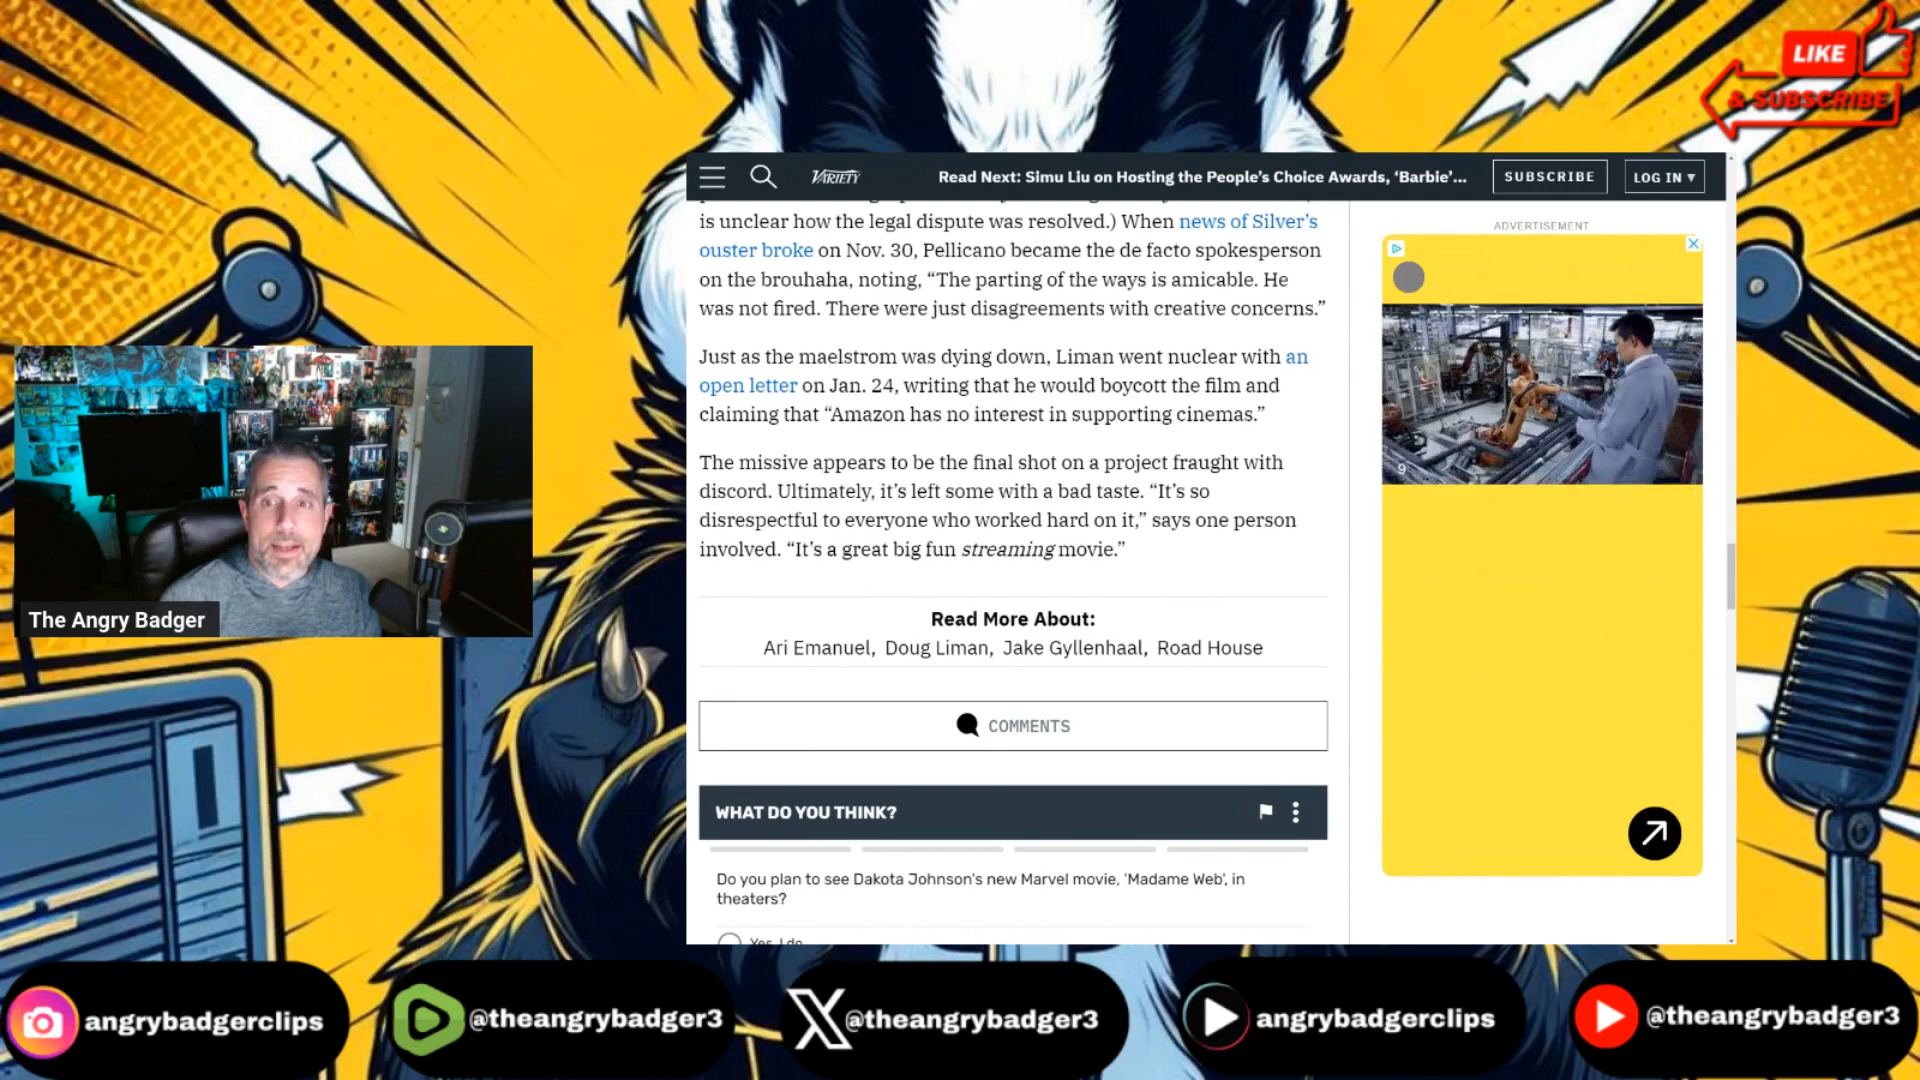 LIKE
& SUBSCRIBE
VARIETY
Read Next: Simu Liu on Hosting the People's Choice Awards, 'Barbie'...
SUBSCRIBE
LOG IN ▾
is unclear how the legal dispute was resolved.) When news of Silver's
ouster broke on Nov. 30, Pellicano became the de facto spokesperson
on the brouhaha, noting, “The parting of the ways is amicable. He
was not fired. There were just disagreements with creative concerns.”
Just as the maelstrom was dying down, Liman went nuclear with an
open letter on Jan. 24, writing that he would boycott the film and
claiming that “Amazon has no interest in supporting cinemas.”
The missive appears to be the final shot on a project fraught with
discord. Ultimately, it's left some with a bad taste. “It's so
disrespectful to everyone who worked hard on it,” says one person
involved. “It's a great big fun streaming movie.”
Read More About:
Ari Emanuel, Doug Liman, Jake Gyllenhaal, Road House
COMMENTS
WHAT DO YOU THINK?
Do you plan to see Dakota Johnson's new Marvel movie, 'Madame Web', in
theaters?
Yes, I do
ADVERTISEMENT
9
The Angry Badger
angrybadgerclips
@theangrybadger3
@theangrybadger3
angrybadgerclips
@theangrybadger3